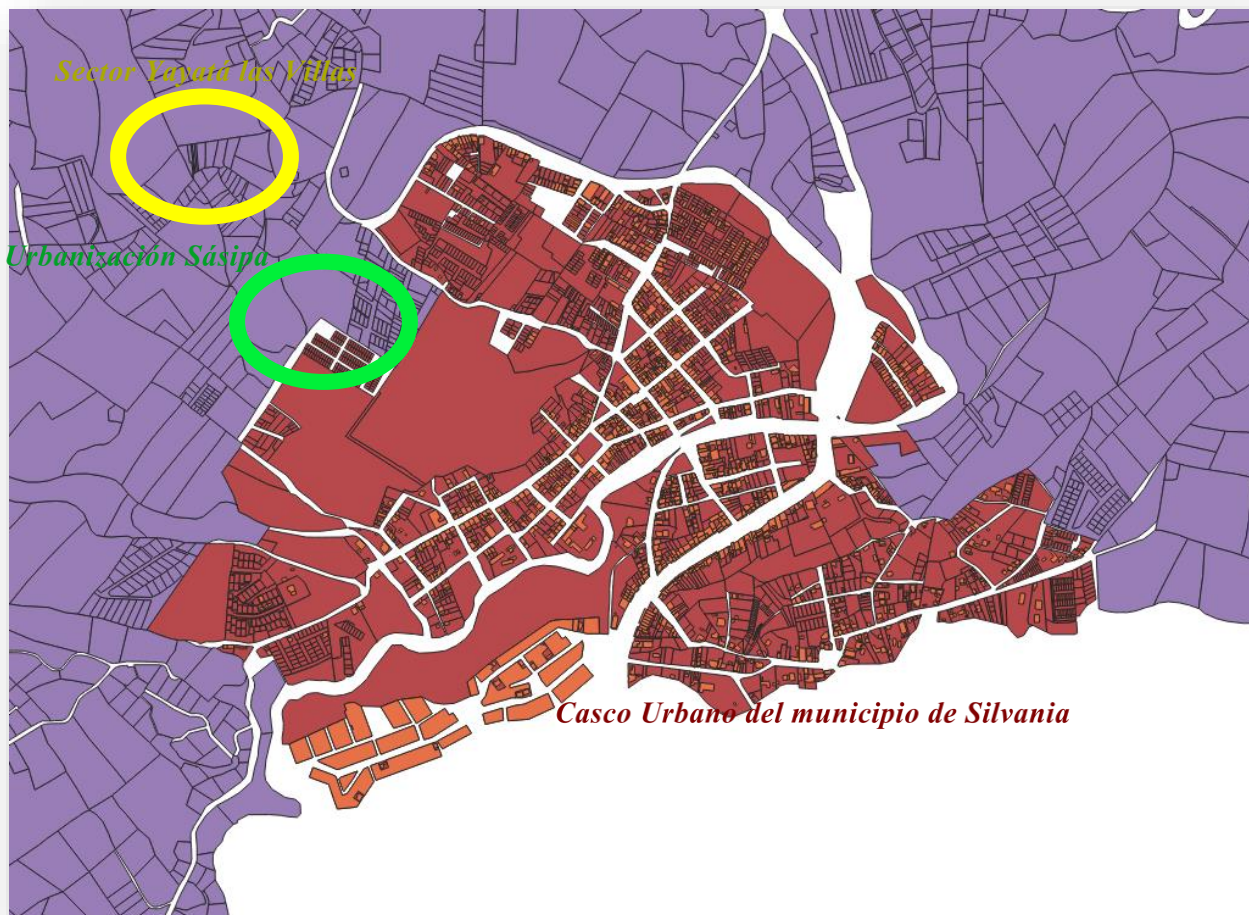 Sector Yayatá las Villas
Urbanización Sásipa
Casco Urbano del municipio de Silvania